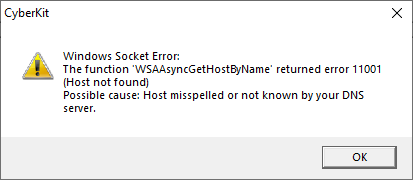 CyberKit
Windows Socket Error:
The function 'WSAAsyncGetHostByName' returned error 11001
(Host not found)
Possible cause: Host misspelled or not known by your DNS
server.
OK